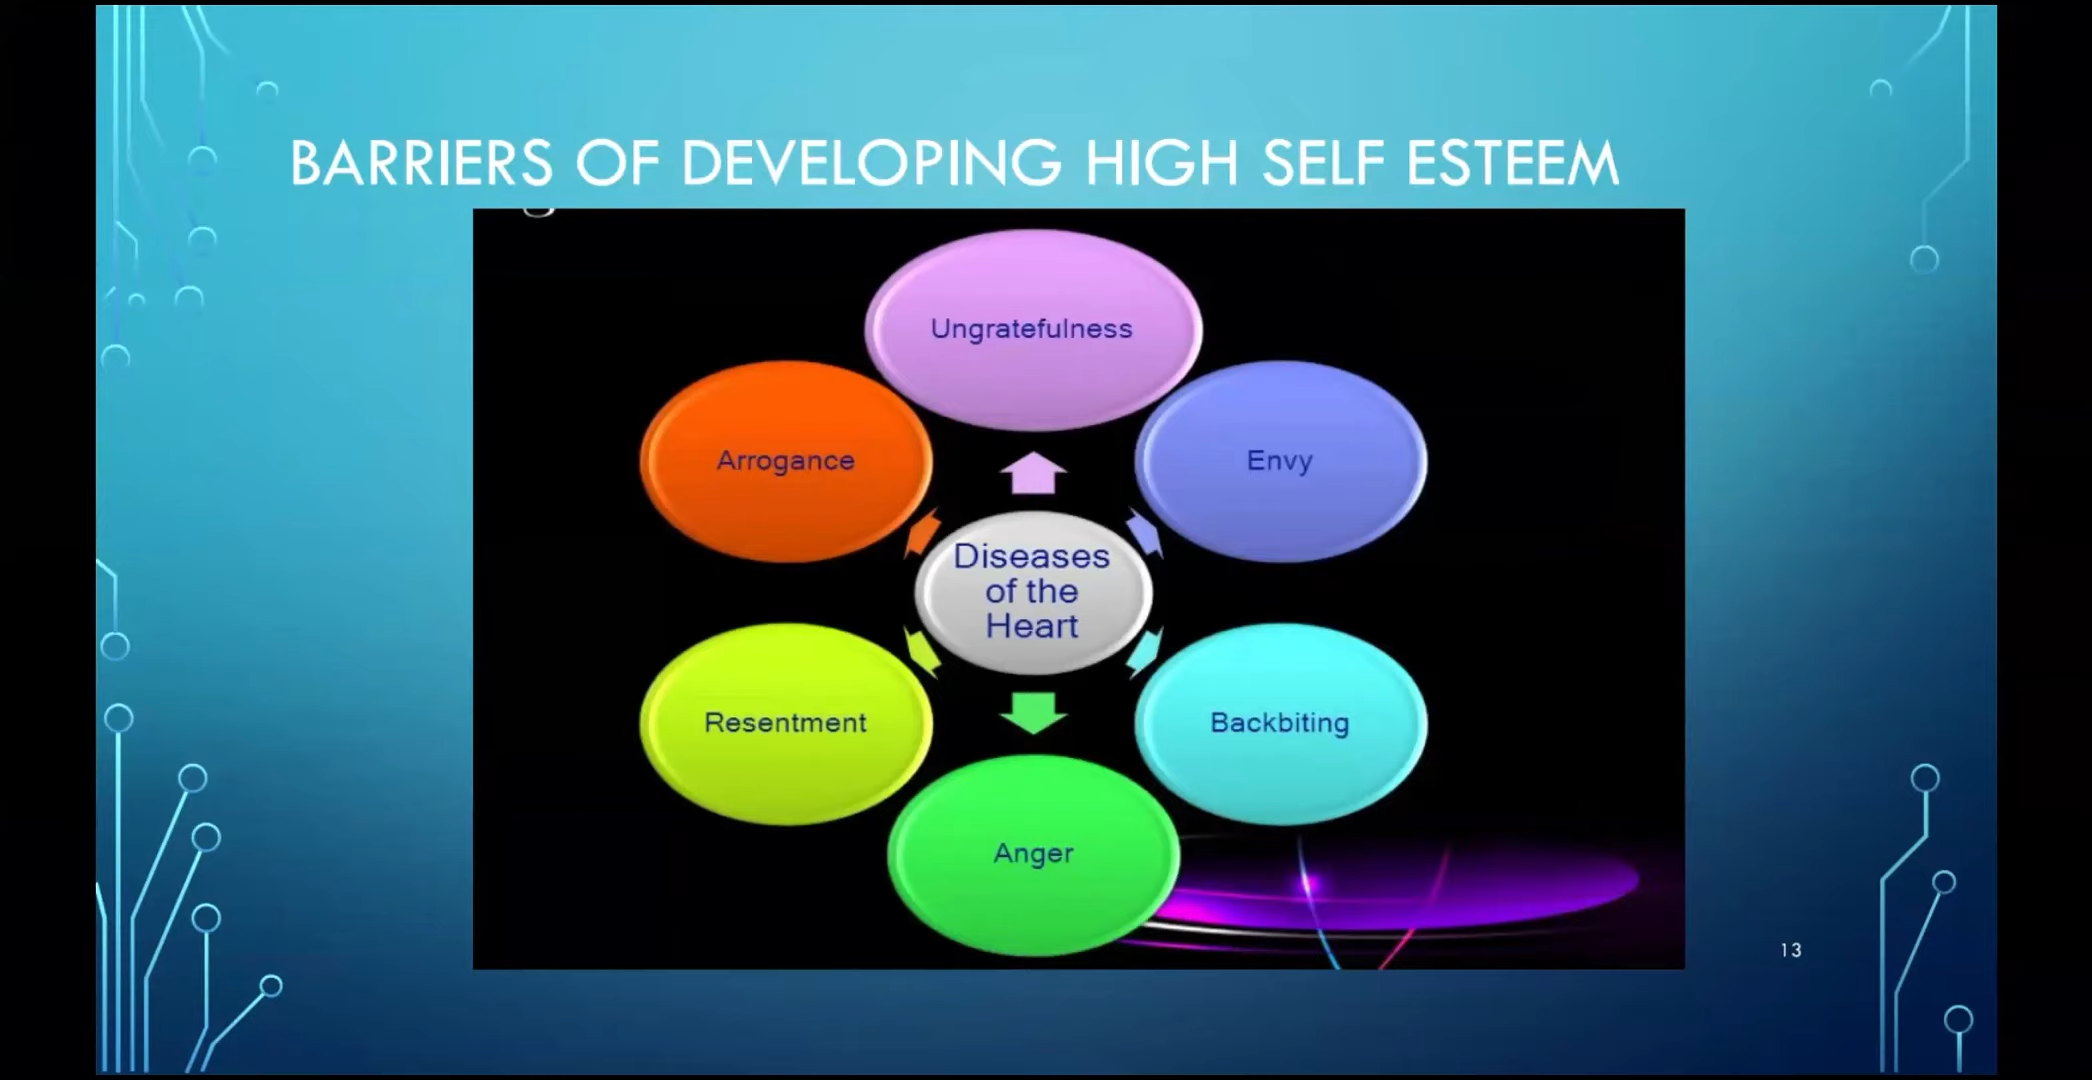 BARRIERS OF DEVELOPING HIGH SELF ESTEEM
Ungratefulness
Arrogance
Envy
Diseases
of the
Heart
Resentment
Backbiting
Anger
13